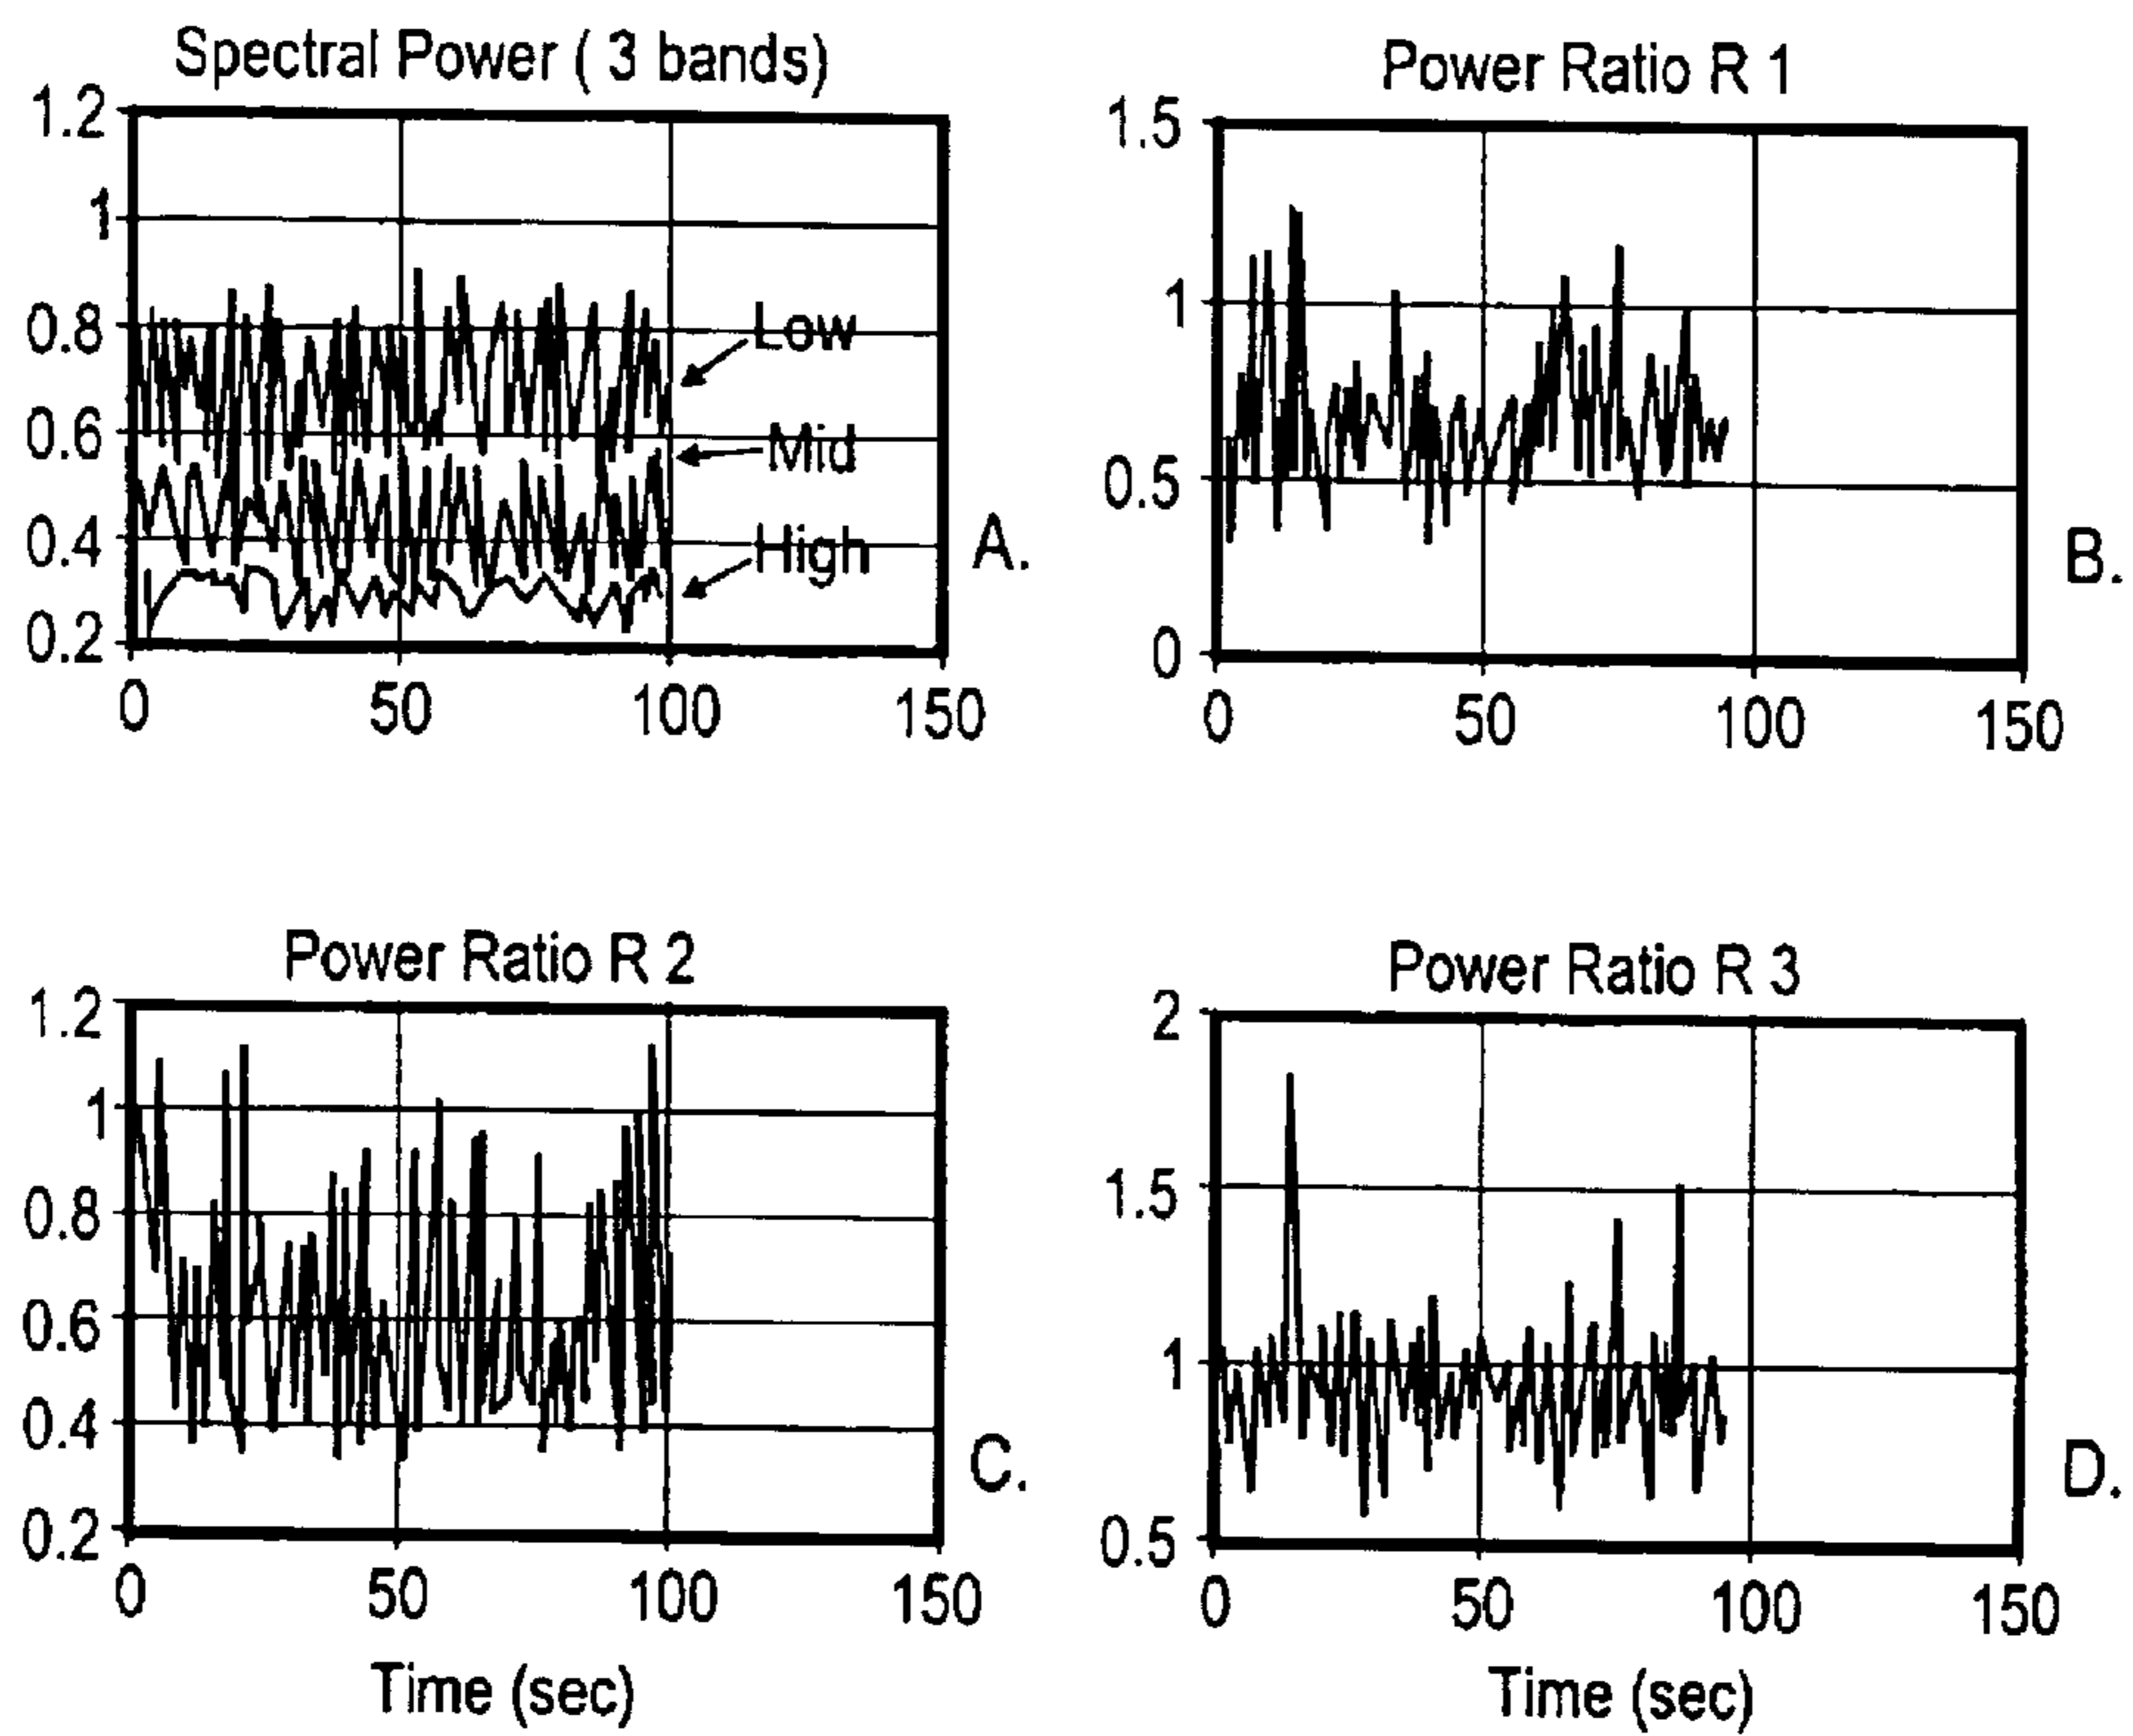 Spectral Power ( 3 bands)
1.2
1
0.8
0.6
0.4
0.2
Low
Mid
High
A.
0
50
100
150
Power Ratio R 1
1.5
1
0.5
0
B.
0
50
100
150
Power Ratio R 2
1.2
1
0.8
0.6
0.4
0.2
C.
0
50
100
150
Time (sec)
Power Ratio R 3
2
1.5
1
0.5
D.
0
50
100
150
Time (sec)